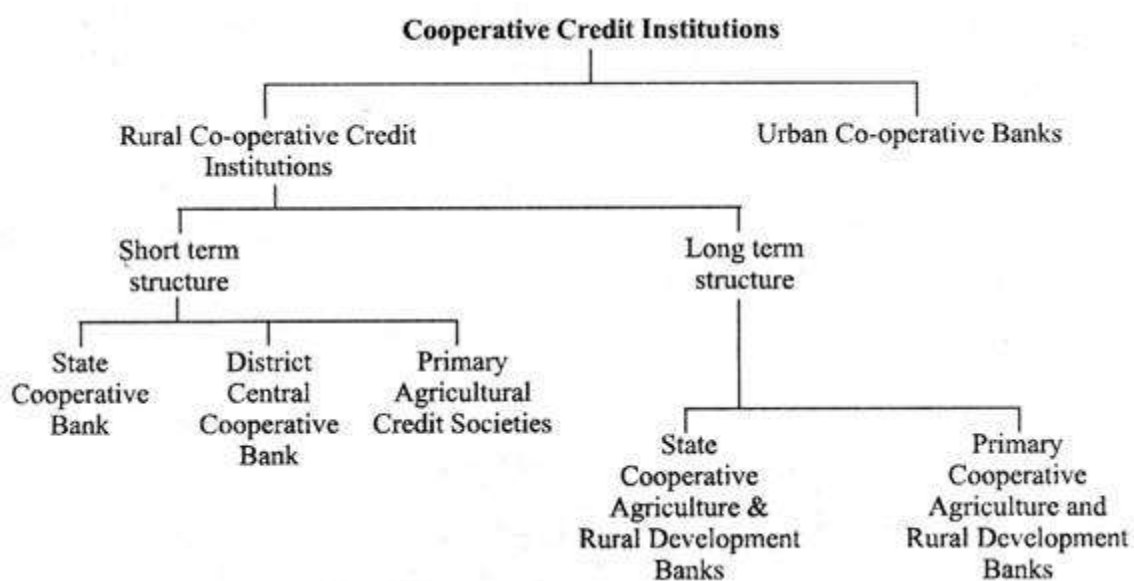 Cooperative Credit Institutions
Rural Co-operative Credit
Institutions
Urban Co-operative Banks
Short term
structure
Long term
structure
State
Cooperative
Bank
District
Central
Cooperative
Bank
Primary
Agricultural
Credit Societies
State
Cooperative
Agriculture &
Rural Development
Banks
Primary
Cooperative
Agriculture and
Rural Development
Banks